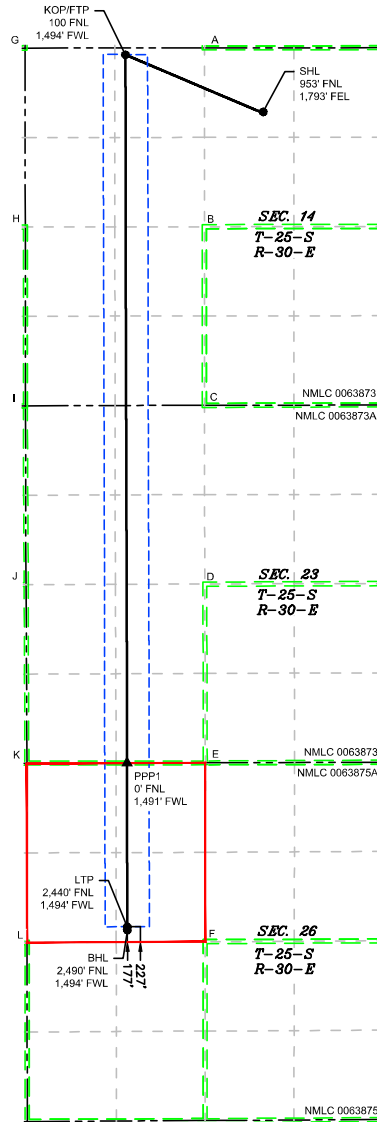 KOP/FTP
100 FNL
1,494' FWL
G
A
SHL
953' FNL
1,793' FEL
H
B
SEC. 14
T-25-S
R-30-E
NMLC 0063873
I
C
NMLC 0063873A
J
D
SEC. 23
T-25-S
R-30-E
NMLC 0063873
K
E
NMLC 0063875A
PPP1
0' FNL
1,491' FWL
LTP
2,440' FNL
1,494' FWL
L
F
SEC. 26
T-25-S
R-30-E
BHL
2,490' FNL
1,494' FWL
177'
227'
NMLC 0063875